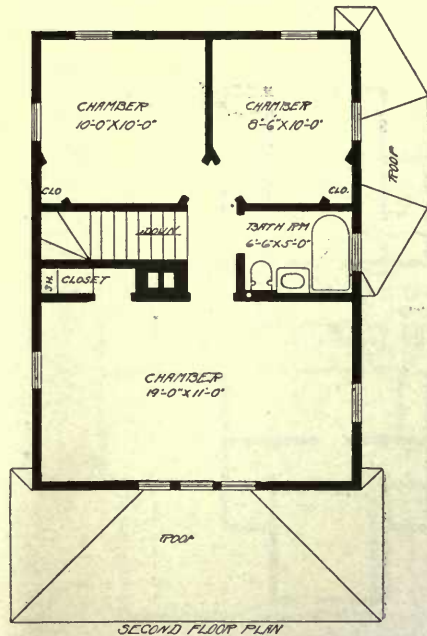 CHAMBER
10'-0"X10'-0"
CHAMBER
8'-6"X10'-0"
ROOF
CLO
CLO.
DOWN
BATH RM
6'-6"X5'-0"
SH.
CLOSET
CHAMBER
19'-0"X11'-0"
ROOF
SECOND FLOOR PLAN